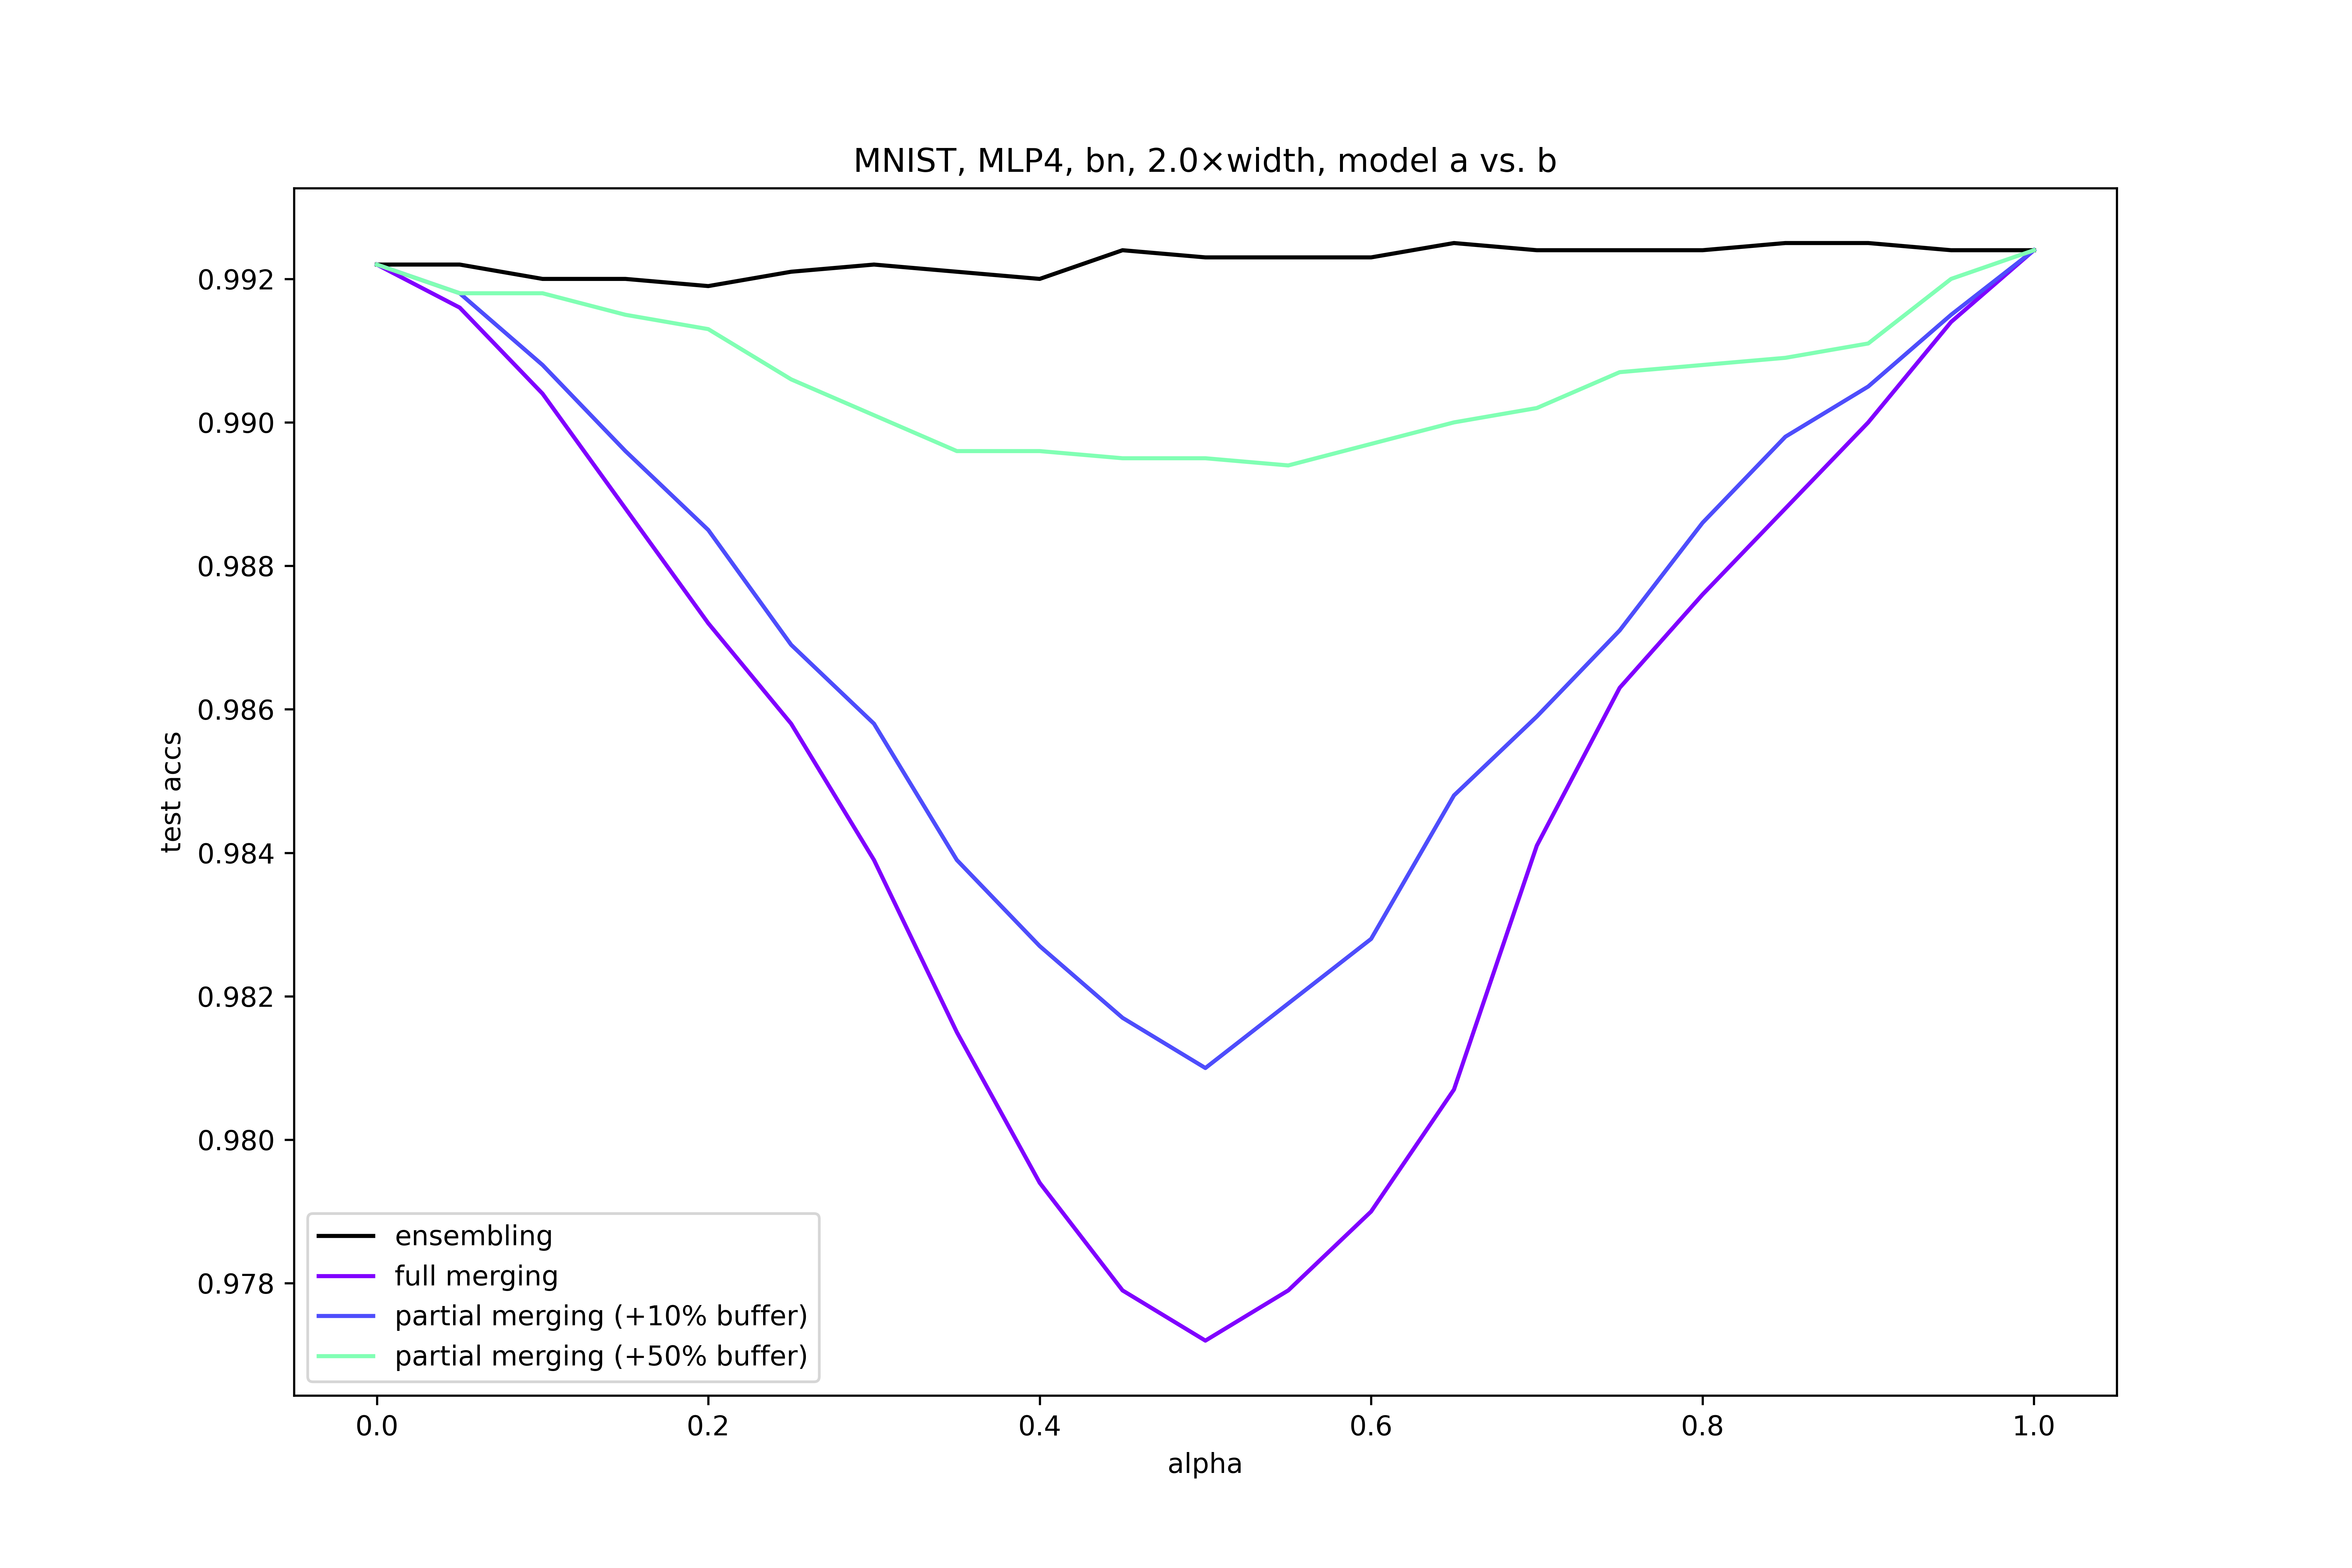 MNIST, MLP4, bn, 2.0×width, model a vs. b
test accs
0.992
0.990
0.988
0.986
0.984
0.982
0.980
0.978
ensembling
full merging
partial merging (+10% buffer)
partial merging (+50% buffer)
0.0 0.2 0.4 0.6 0.8 1.0
alpha